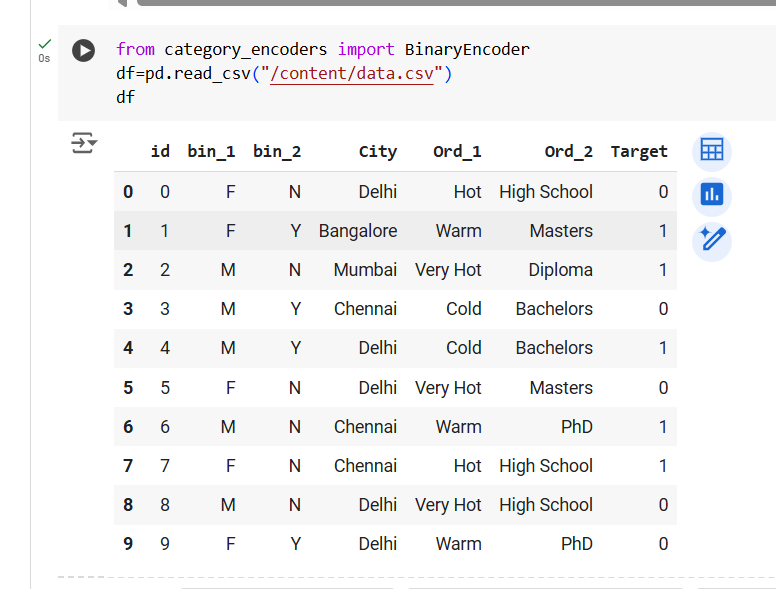 from category_encoders import BinaryEncoder
0s
df=pd.read_csv("/content/data.csv")
df
id bin_1 bin_2 City Ord_1 Ord_2 Target
0 0 F N Delhi Hot High School 0
1 1 F Y Bangalore Warm Masters 1
2 2 M N Mumbai Very Hot Diploma 1
3 3 M Y Chennai Cold Bachelors 0
4 4 M Y Delhi Cold Bachelors 1
5 5 F N Delhi Very Hot Masters 0
6 6 M N Chennai Warm PhD 1
7 7 F N Chennai Hot High School 1
8 8 M N Delhi Very Hot High School 0
9 9 F Y Delhi Warm PhD 0